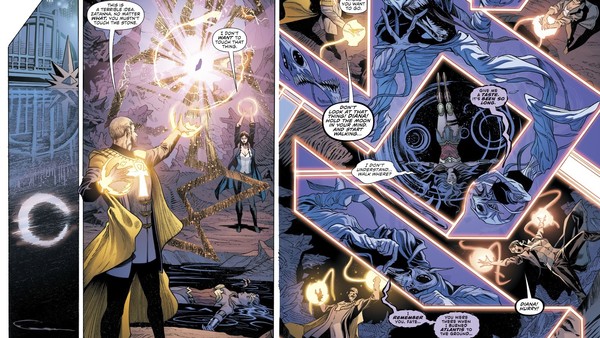 THIS IS
A TERRIBLE IDEA,
ZATANNA. NO MATTER
WHAT, YOU MUSTN'T
TOUCH THE STONE.
I DON'T
WANT TO
TOUCH THAT
THING.
YOU WANT
TO GO.
DON'T
LOOK AT THAT
THING! DIANA!
HOLD THE MOON
IN YOUR MIND
AND START
WALKING...
GIVE ME
A TASTE.
IT'S BEEN SO
LONG.
I DON'T
UNDERSTAND...
WALK WHERE?
I
REMEMBER
YOU, FATE...
YOU WERE
THERE WHEN
I BURNED
ATLANTIS TO
THE GROUND...
DIANA!
HURRY!